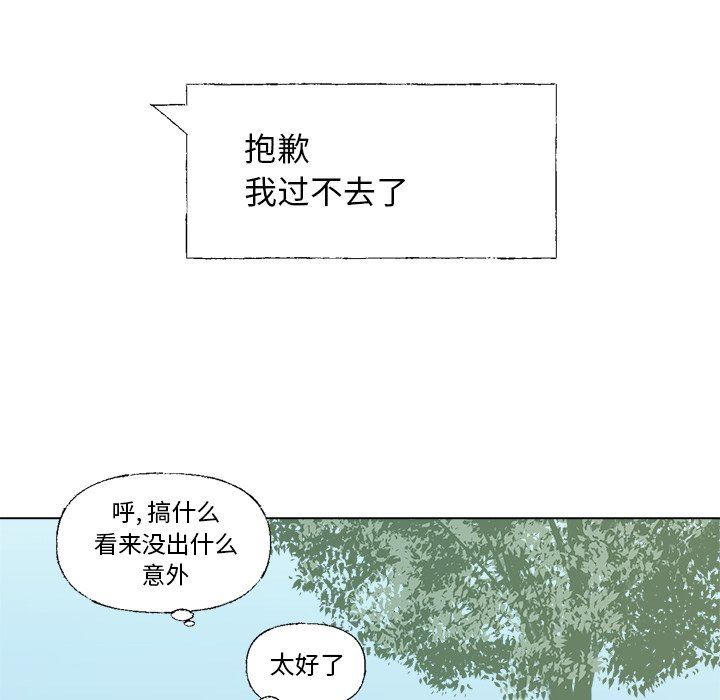 抱歉
我过不去了
呼,搞什么
看来没出什么
意外
太好了